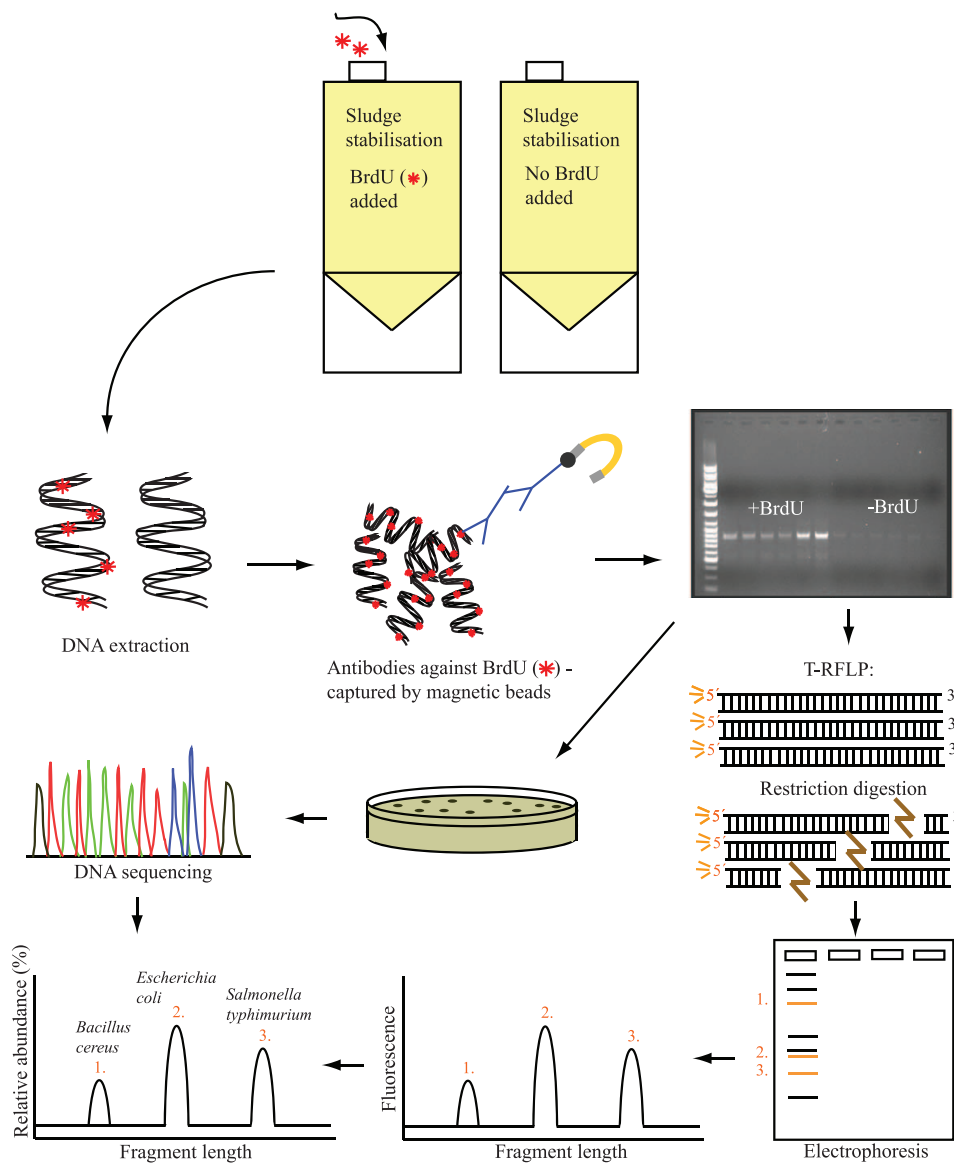 Sludge
stabilisation
BrdU (*)
added
Sludge
stabilisation
No BrdU
added
DNA extraction
Antibodies against BrdU (*) -
captured by magnetic beads
+BrdU
-BrdU
T-RFLP:
5´ 3
5´ 3
5´ 3
Restriction digestion
5´
5´
5´
DNA sequencing
Relative abundance (%)
Bacillus
cereus
1.
Escherichia
coli
2.
Salmonella
typhimurium
3.
Fragment length
Fluorescence
1.
2.
3.
Fragment length
1.
2.
3.
Electrophoresis